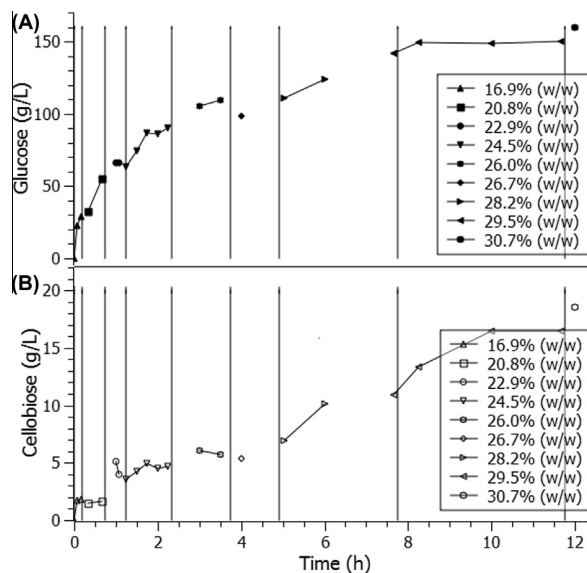 (A)
150
100
50
0
Glucose (g/L)
16.9% (w/w)
20.8% (w/w)
22.9% (w/w)
24.5% (w/w)
26.0% (w/w)
26.7% (w/w)
28.2% (w/w)
29.5% (w/w)
30.7% (w/w)
(B)
20
15
10
5
0
Cellobiose (g/L)
16.9% (w/w)
20.8% (w/w)
22.9% (w/w)
24.5% (w/w)
26.0% (w/w)
26.7% (w/w)
28.2% (w/w)
29.5% (w/w)
30.7% (w/w)
0 2 4 6 8 10 12
Time (h)